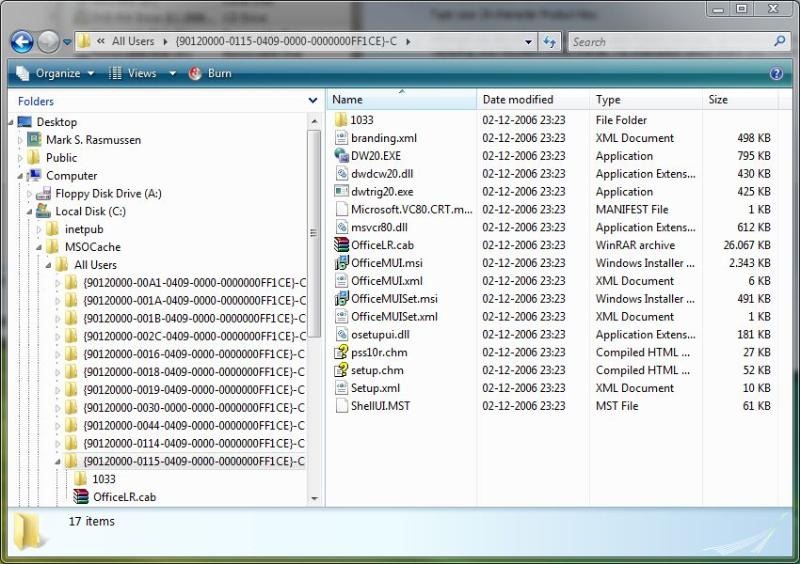 Type your 25-character Product Key.
« All Users ▸ {90120000-0115-0409-0000-0000000FF1CE}-C ▸ Search
Organize Views Burn
Folders Name Date modified Type Size
Desktop
Mark S. Rasmussen
Public
Computer
Floppy Disk Drive (A:)
Local Disk (C:)
inetpub
MSOCache
All Users
{90120000-00A1-0409-0000-0000000FF1CE}-C
{90120000-001A-0409-0000-0000000FF1CE}-C
{90120000-001B-0409-0000-0000000FF1CE}-C
{90120000-002C-0409-0000-0000000FF1CE}-C
{90120000-0016-0409-0000-0000000FF1CE}-C
{90120000-0018-0409-0000-0000000FF1CE}-C
{90120000-0019-0409-0000-0000000FF1CE}-C
{90120000-0030-0409-0000-0000000FF1CE}-C
{90120000-0044-0409-0000-0000000FF1CE}-C
{90120000-0114-0409-0000-0000000FF1CE}-C
{90120000-0115-0409-0000-0000000FF1CE}-C
1033
OfficeLR.cab
1033 02-12-2006 23:23 File Folder
branding.xml 02-12-2006 23:23 XML Document 498 KB
DW20.EXE 02-12-2006 23:23 Application 795 KB
dwdcw20.dll 02-12-2006 23:23 Application Extens... 430 KB
dwtrig20.exe 02-12-2006 23:23 Application 425 KB
Microsoft.VC80.CRT.m... 02-12-2006 23:23 MANIFEST File 1 KB
msvcr80.dll 02-12-2006 23:23 Application Extens... 612 KB
OfficeLR.cab 02-12-2006 23:23 WinRAR archive 26.067 KB
OfficeMUI.msi 02-12-2006 23:23 Windows Installer ... 2.343 KB
OfficeMUI.xml 02-12-2006 23:23 XML Document 6 KB
OfficeMUISet.msi 02-12-2006 23:23 Windows Installer ... 491 KB
OfficeMUISet.xml 02-12-2006 23:23 XML Document 1 KB
osetupui.dll 02-12-2006 23:23 Application Extens... 181 KB
pss10r.chm 02-12-2006 23:23 Compiled HTML ... 27 KB
setup.chm 02-12-2006 23:23 Compiled HTML ... 52 KB
Setup.xml 02-12-2006 23:23 XML Document 10 KB
ShellUI.MST 02-12-2006 23:23 MST File 61 KB
17 items